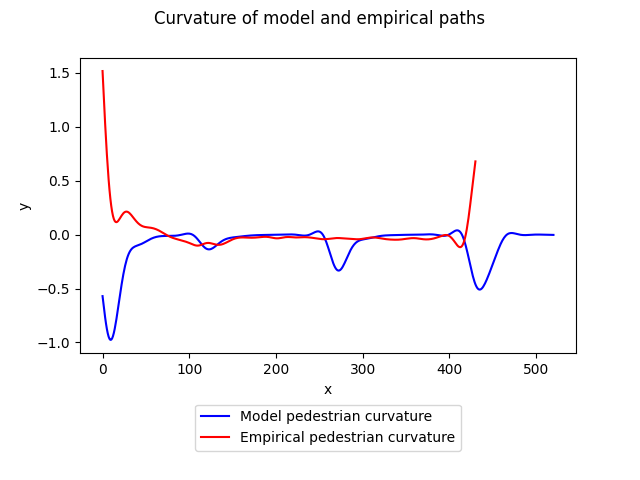 Curvature of model and empirical paths
1.5
1.0
0.5
0.0
−0.5
−1.0
y
0 100 200 300 400 500
x
Model pedestrian curvature
Empirical pedestrian curvature